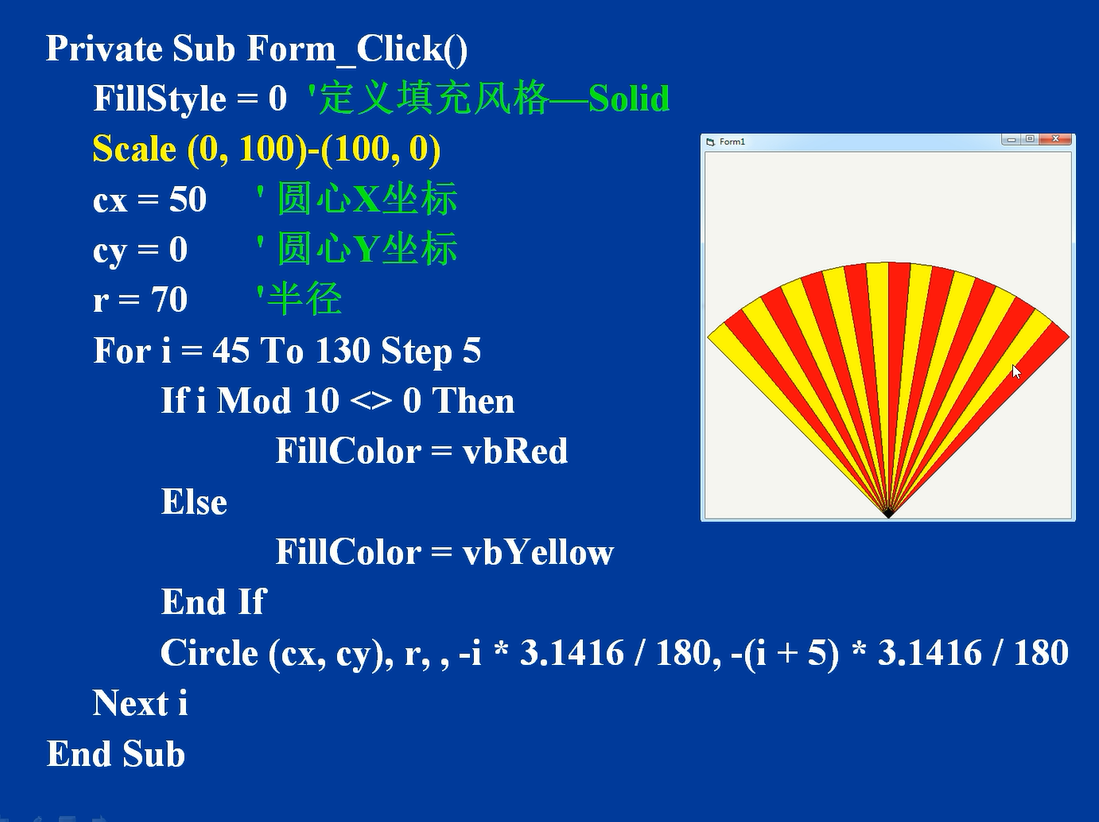 Private Sub Form_Click()
FillStyle = 0 '定义填充风格—Solid
Scale (0, 100)-(100, 0)
cx = 50 ' 圆心X坐标
cy = 0 ' 圆心Y坐标
r = 70 '半径
For i = 45 To 130 Step 5
If i Mod 10 <> 0 Then
FillColor = vbRed
Else
FillColor = vbYellow
End If
Circle (cx, cy), r, , -i * 3.1416 / 180, -(i + 5) * 3.1416 / 180
Next i
End Sub
Form1